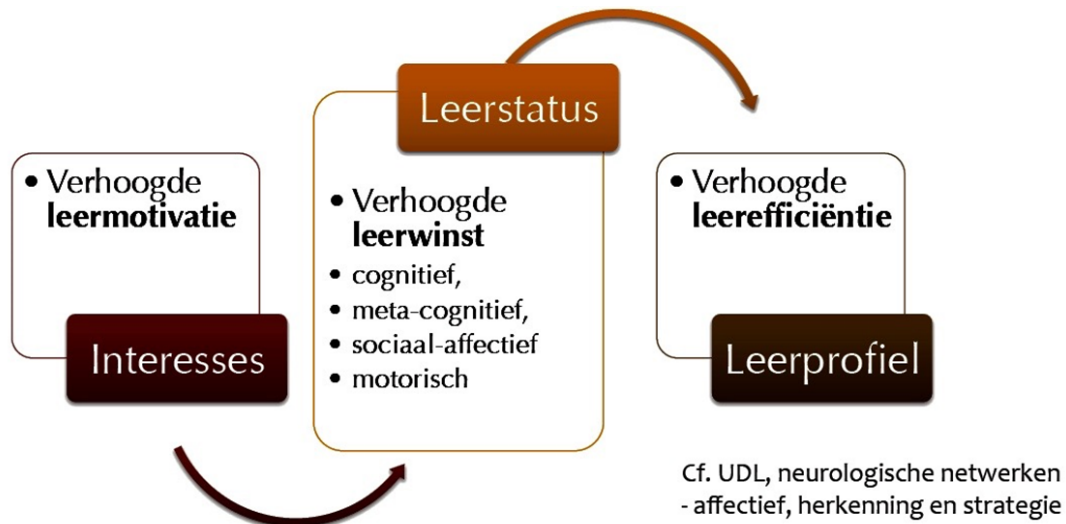 • Verhoogde
leermotivatie
Interesses
Leerstatus
• Verhoogde
leerwinst
• cognitief,
• meta-cognitief,
• sociaal-affectief
• motorisch
• Verhoogde
leerefficiëntie
Leerprofiel
Cf. UDL, neurologische netwerken
- affectief, herkenning en strategie